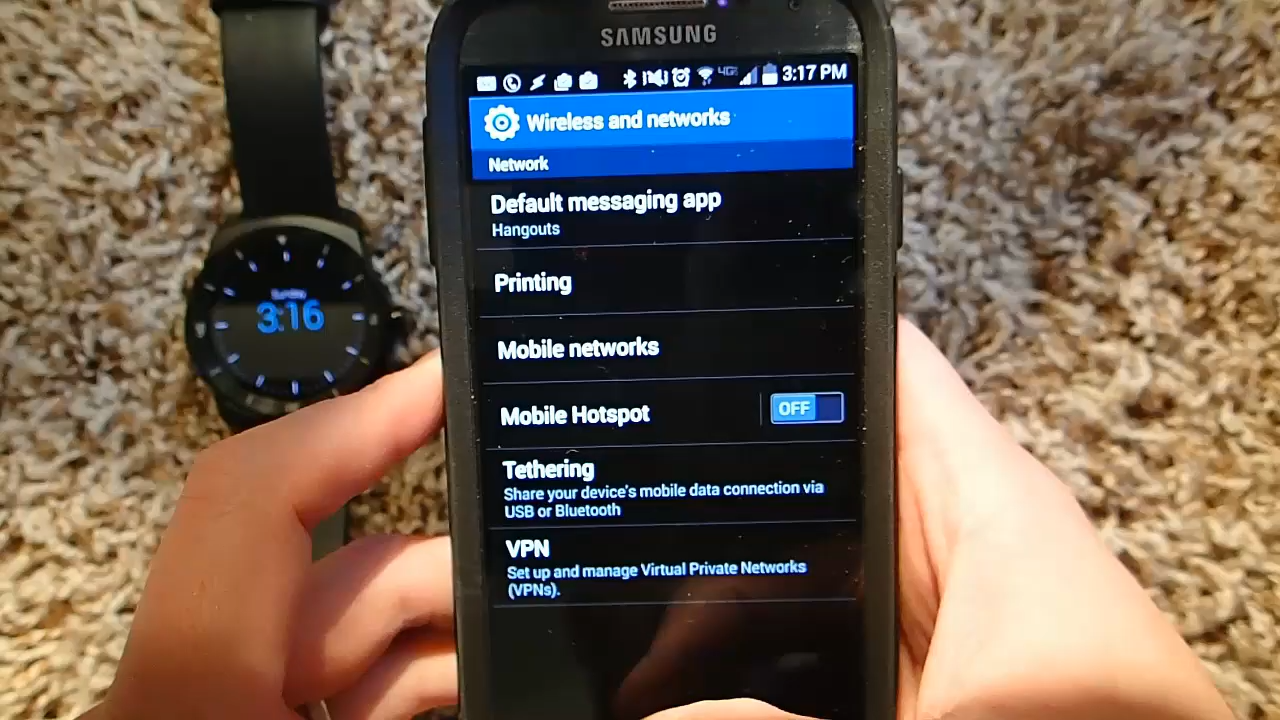 SAMSUNG
4G
3:17 PM
Wireless and networks
Network
Default messaging app
Hangouts
Printing
Mobile networks
Mobile Hotspot
OFF
Tethering
Share your device's mobile data connection via
USB or Bluetooth
VPN
Set up and manage Virtual Private Networks
(VPNs).
Sunday
3:16